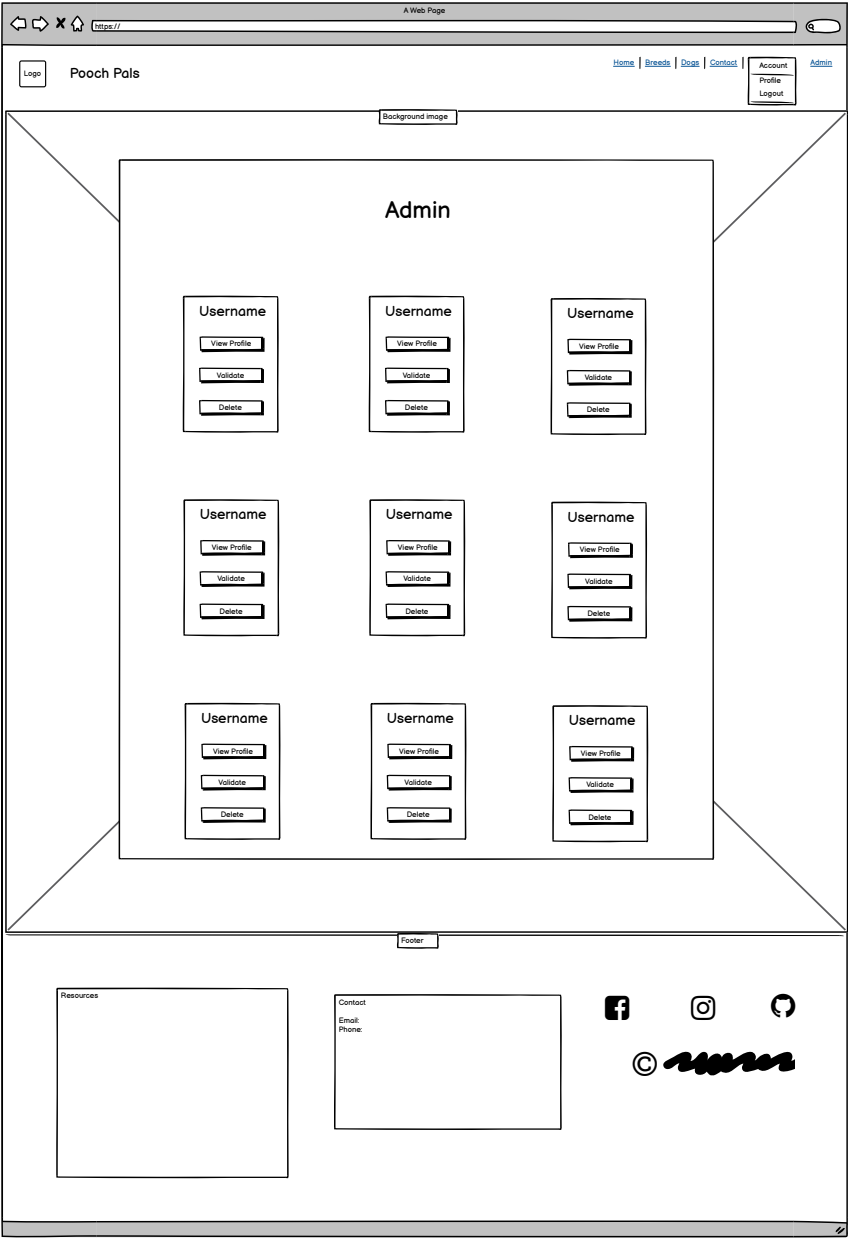 A Web Page
https://
Logo
Pooch Pals
Home | Breeds | Dogs | Contact | Account Admin
Profile
Logout
Background image
Admin
Username Username Username
View Profile View Profile View Profile
Validate Validate Validate
Delete Delete Delete
Username Username Username
View Profile View Profile View Profile
Validate Validate Validate
Delete Delete Delete
Username Username Username
View Profile View Profile View Profile
Validate Validate Validate
Delete Delete Delete
Footer
Resources
Contact
Email:
Phone:
©